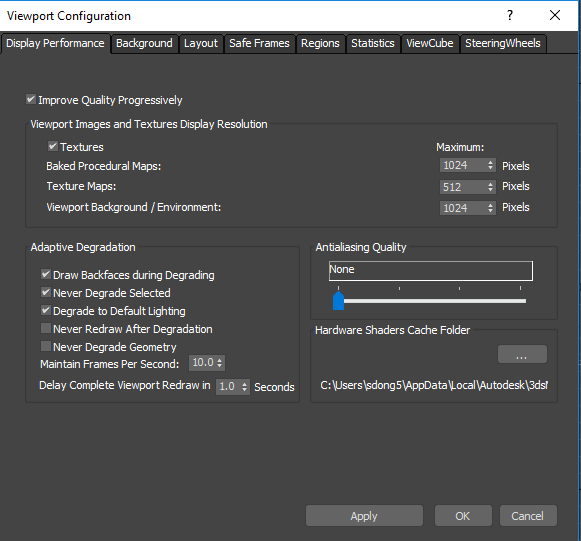 Viewport Configuration
?
Display Performance Background Layout Safe Frames Regions Statistics ViewCube SteeringWheels
Improve Quality Progressively
Viewport Images and Textures Display Resolution
Textures Maximum:
Baked Procedural Maps: 1024 Pixels
Texture Maps: 512 Pixels
Viewport Background / Environment: 1024 Pixels
Adaptive Degradation
Draw Backfaces during Degrading
Never Degrade Selected
Degrade to Default Lighting
Never Redraw After Degradation
Never Degrade Geometry
Maintain Frames Per Second: 10.0
Delay Complete Viewport Redraw in 1.0 Seconds
Antialiasing Quality
None
Hardware Shaders Cache Folder
...
C:\Users\sdong5\AppData\Local\Autodesk\3dsM
Apply OK Cancel